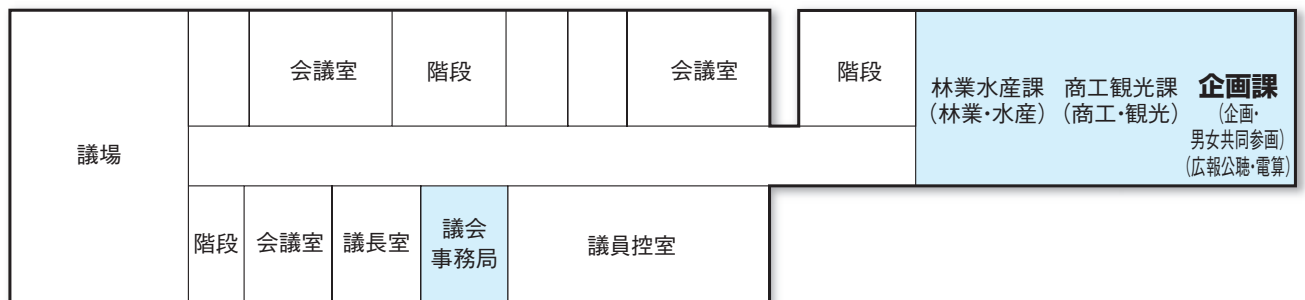 議場
会議室
階段
会議室
階段
林業水産課
(林業・水産)
商工観光課
(商工・観光)
企画課
(企画・
男女共同参画)
(広報公聴・電算)
階段
会議室
議長室
議会
事務局
議員控室